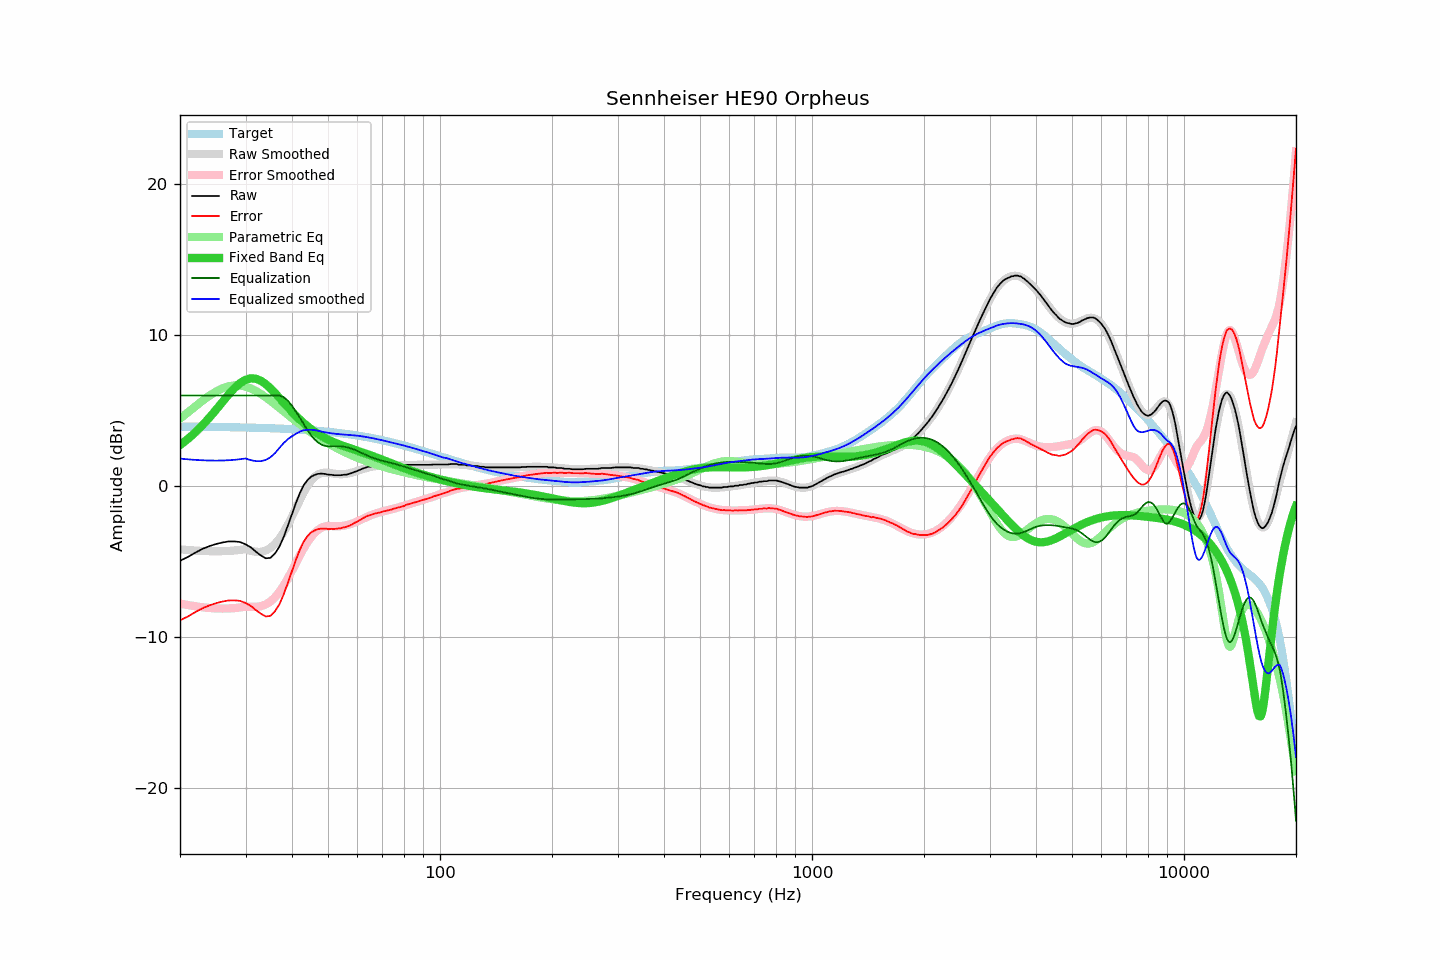 Sennheiser HE90 Orpheus
Target
Raw Smoothed
Error Smoothed
Raw
Error
Parametric Eq
Fixed Band Eq
Equalization
Equalized smoothed
Amplitude (dBr)
20
10
0
−10
−20
100
1000
10000
Frequency (Hz)